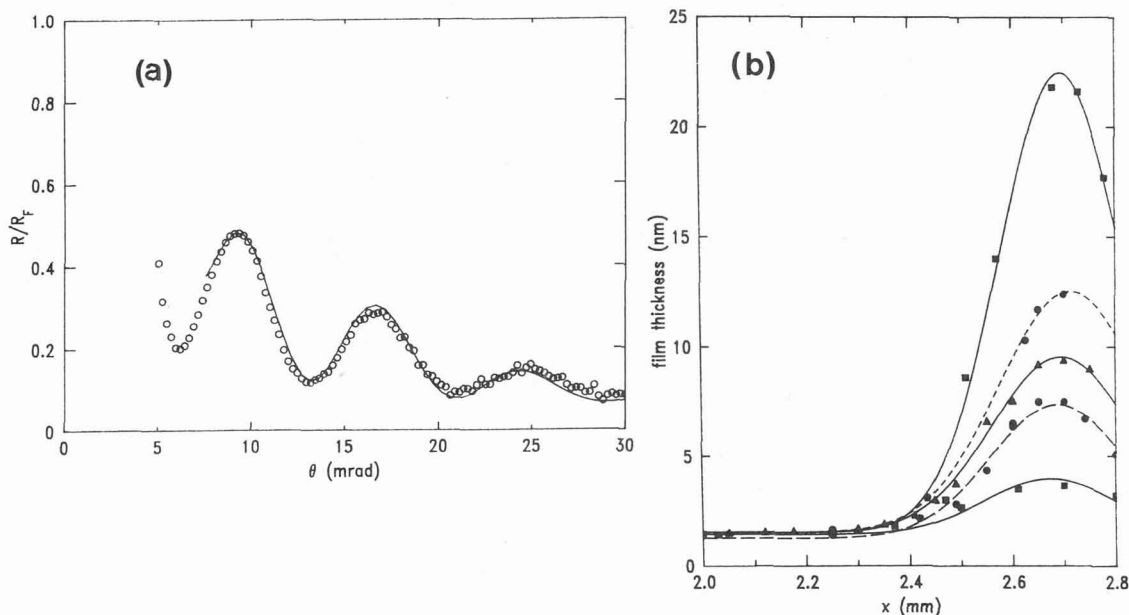 (a)
1.0
0.8
0.6
0.4
0.2
0
R/R_F
0 5 10 15 20 25 30
θ (mrad)
(b)
25
20
15
10
5
0
film thickness (nm)
2.0 2.2 2.4 2.6 2.8
x (mm)